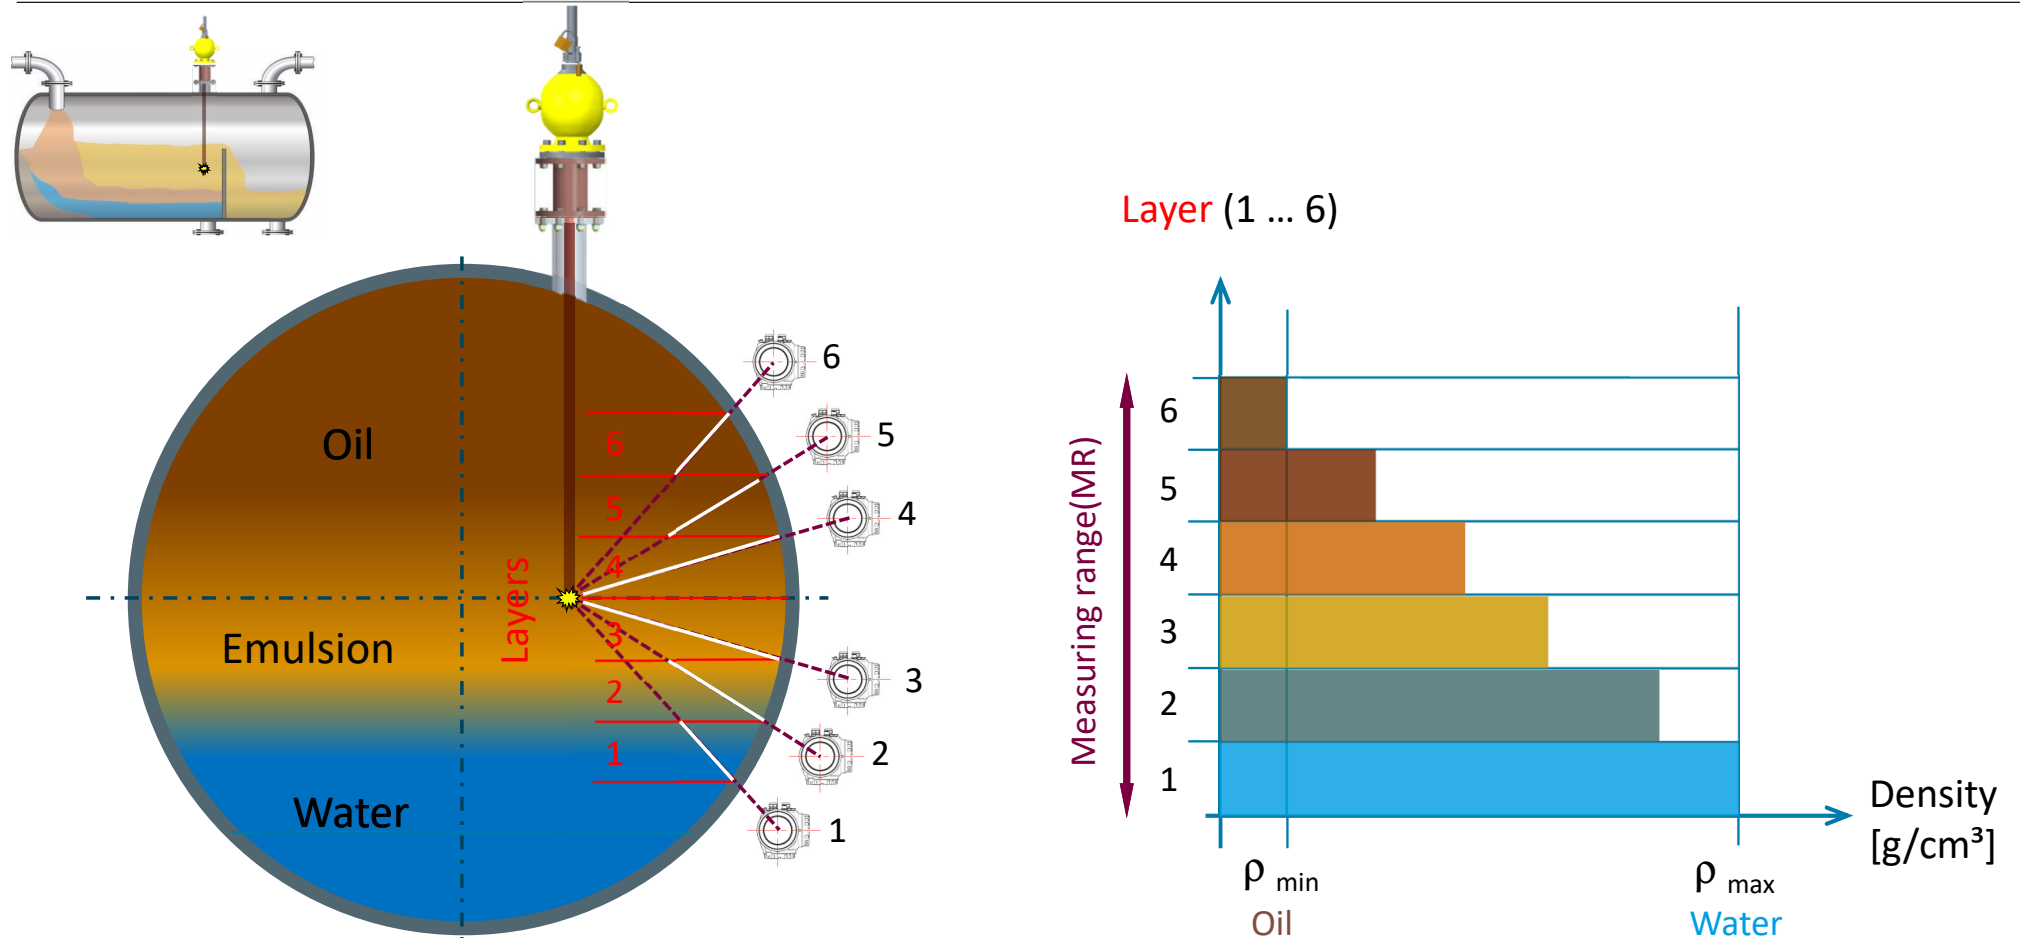 Layer (1 ... 6)
6
5
4
3
2
1
Oil
Emulsion
Water
Layers
6
5
4
3
2
1
Measuring range(MR)
6
5
4
3
2
1
Density
[g/cm³]
ρ min
Oil
ρ max
Water